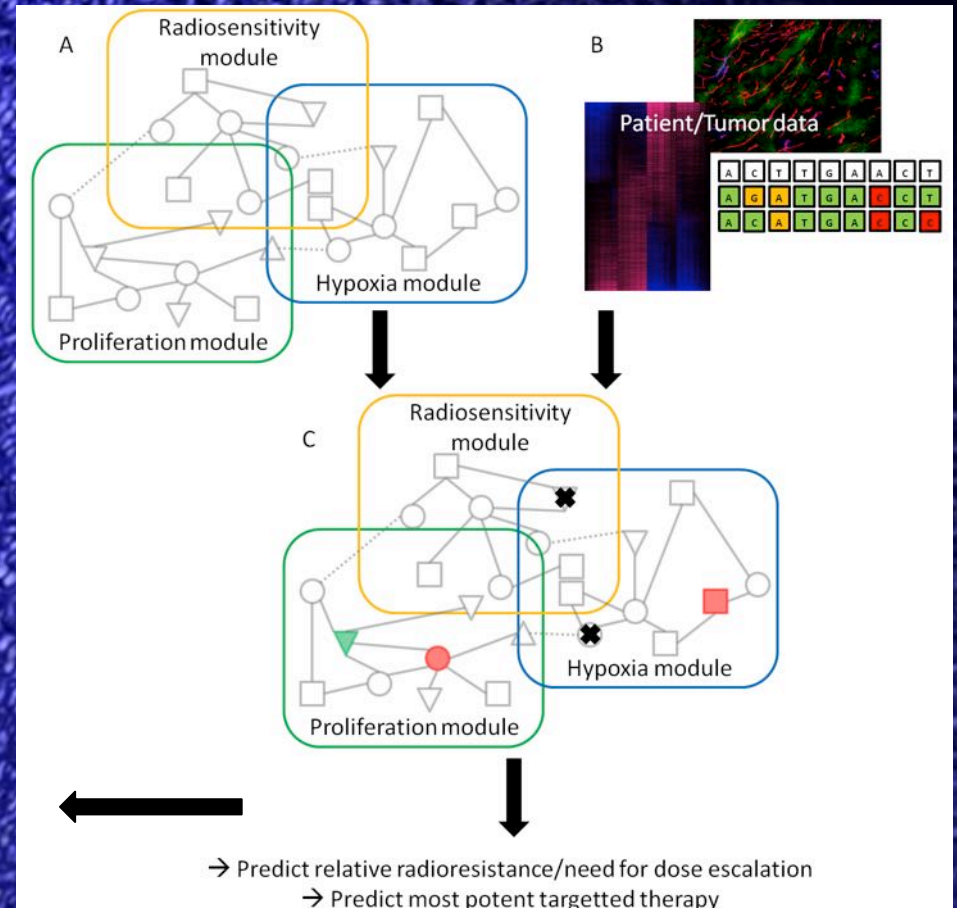 A
Radiosensitivity
module
Hypoxia module
Proliferation module
B
Patient/Tumor data
A C T T G A A C T
A G A T G A C C T
A C A T G A C C C
C
Radiosensitivity
module
Hypoxia module
Proliferation module
→ Predict relative radioresistance/need for dose escalation
→ Predict most potent targetted therapy